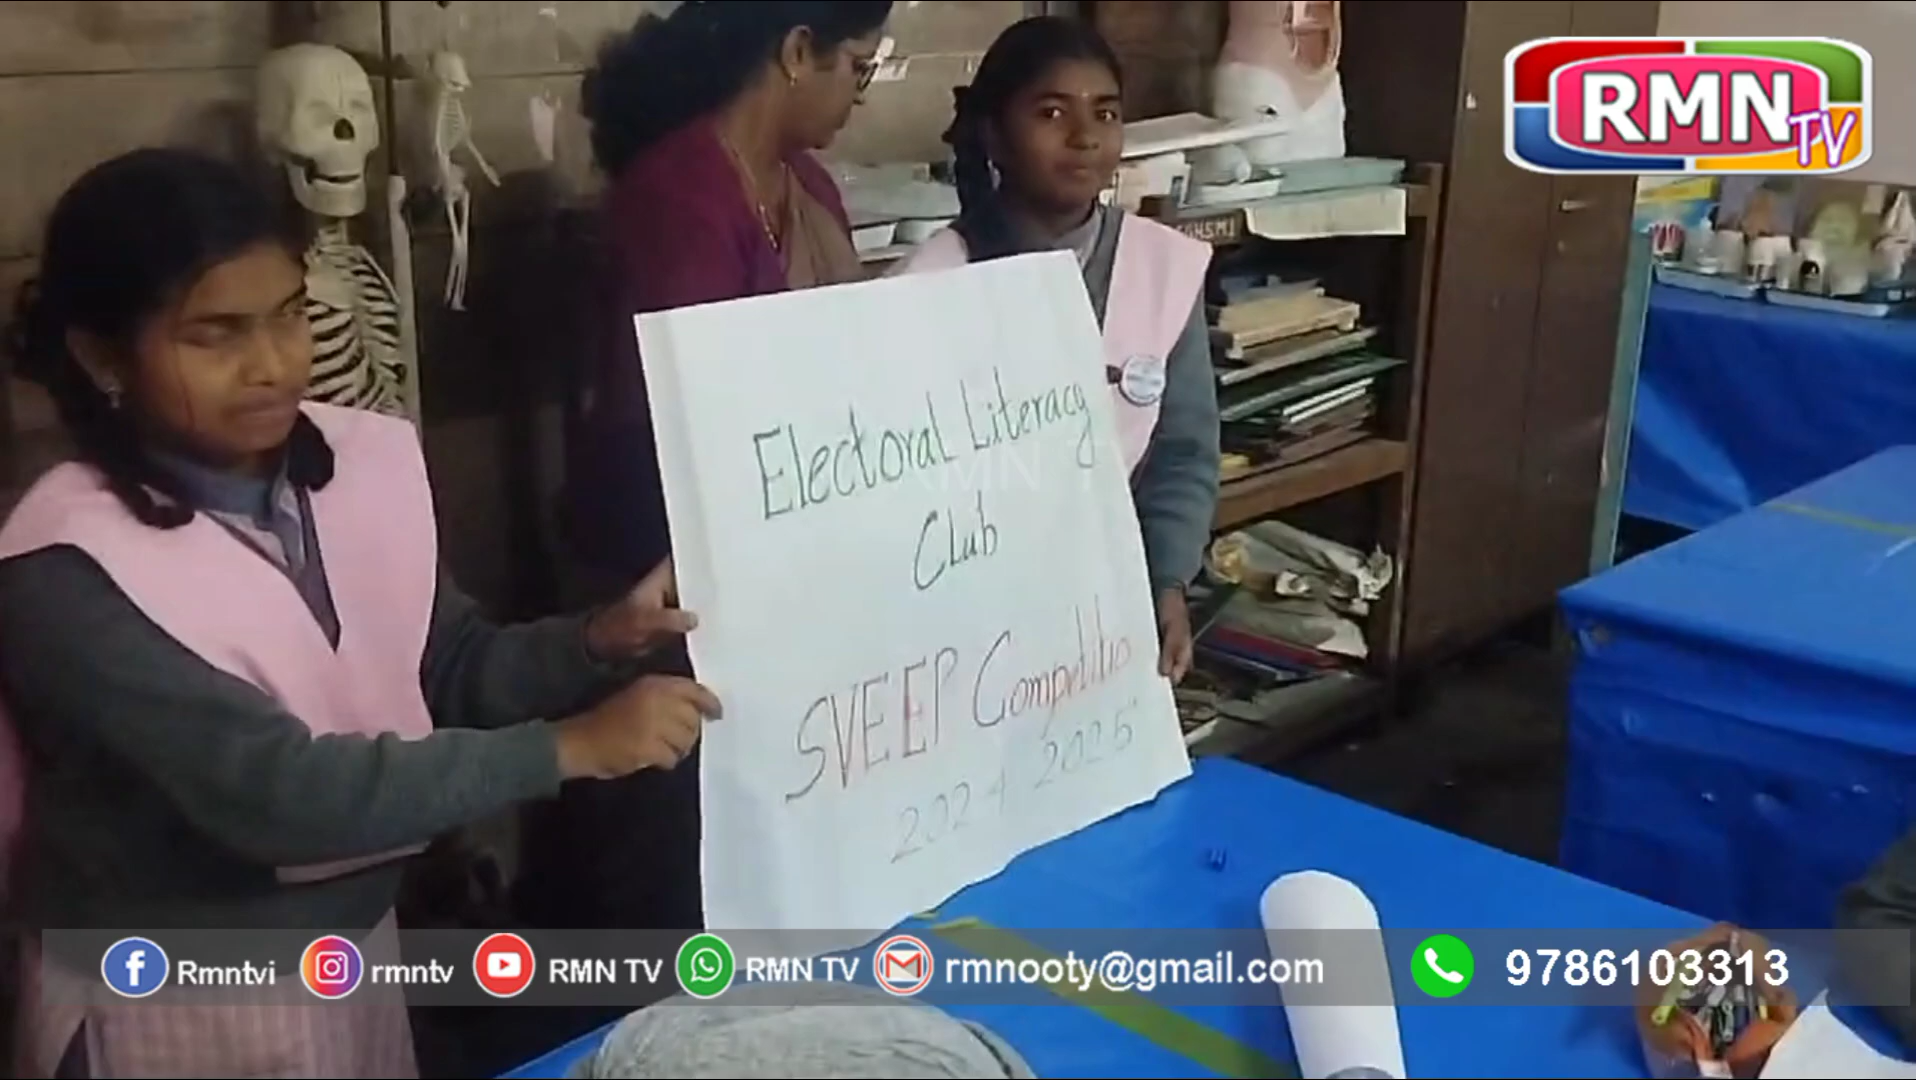 RMN
TV
Electoral Literacy
Club
SVEEP Competitio
2024 2025
RMN T
Rmntvi
rmntv
RMN TV
RMN TV
rmnooty@gmail.com
9786103313